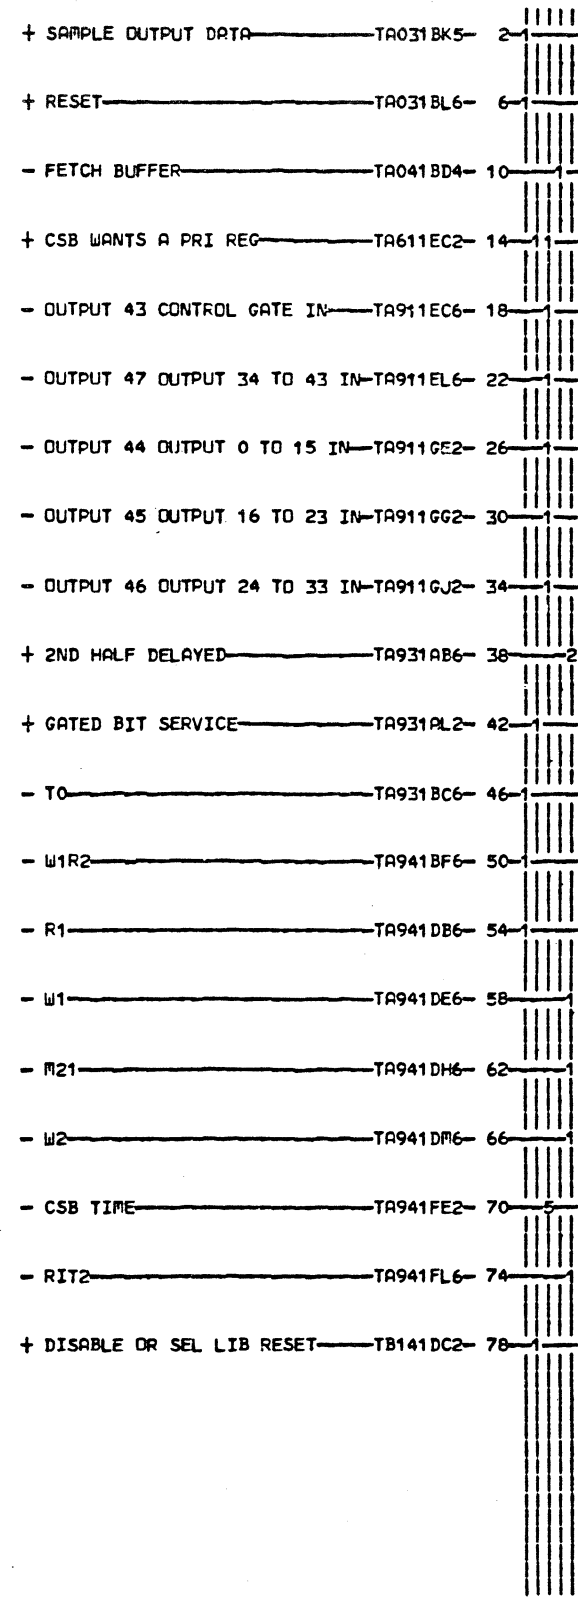 + SAMPLE OUTPUT DATA TA031BK5 2 1
+ RESET TA031BL6 6 1
- FETCH BUFFER TA041BD4 10 1
+ CSB WANTS A PRI REG TA611EC2 14 11
- OUTPUT 43 CONTROL GATE IN TA911EC6 18 1
- OUTPUT 47 OUTPUT 34 TO 43 IN TA911EL6 22 1
- OUTPUT 44 OUTPUT 0 TO 15 IN TA911GE2 26 1
- OUTPUT 45 OUTPUT 16 TO 23 IN TA911GG2 30 1
- OUTPUT 46 OUTPUT 24 TO 33 IN TA911GJ2 34 1
+ 2ND HALF DELAYED TA931AB6 38 2
+ GATED BIT SERVICE TA931AL2 42 1
- T0 TA931BC6 46 1
- W1R2 TA941BF6 50 1
- R1 TA941DB6 54 1
- W1 TA941DE6 58 1
- M21 TA941DH6 62 1
- W2 TA941DM6 66 1
- CSB TIME TA941FE2 70 5
- RIT2 TA941FL6 74 1
+ DISABLE OR SEL LIB RESET TB141DC2 78 1